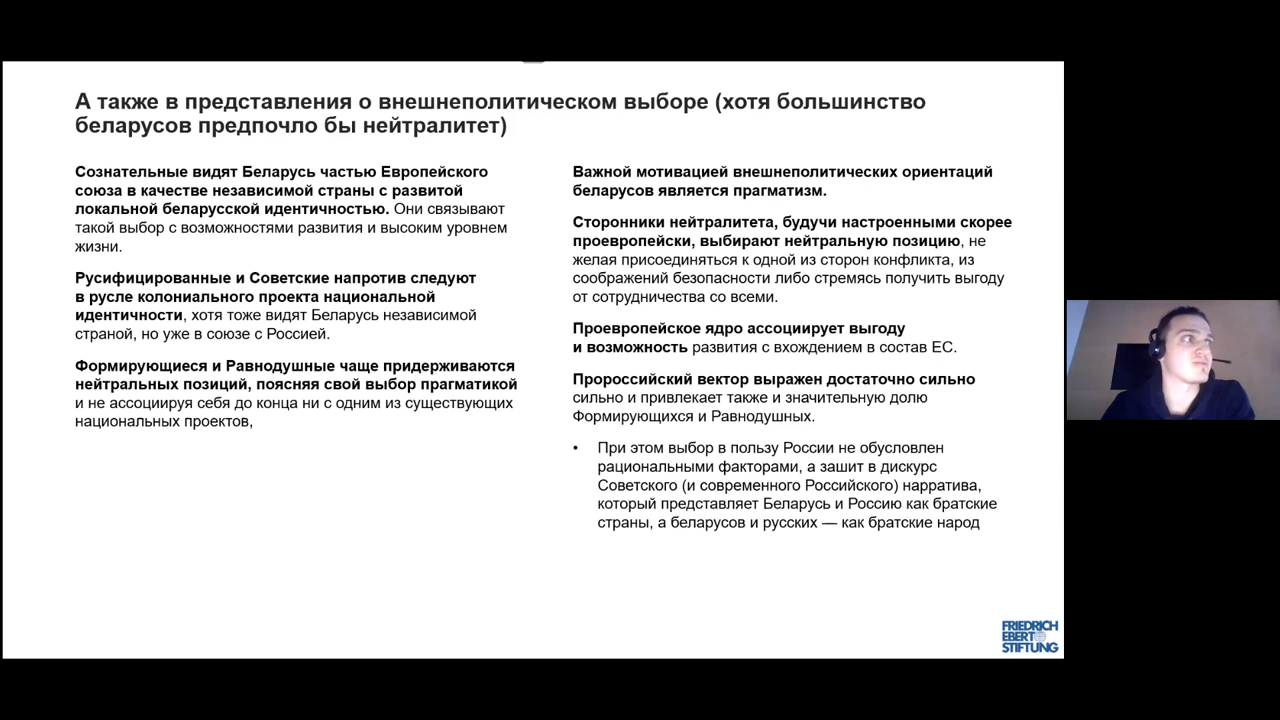 А также в представления о внешнеполитическом выборе (хотя большинство
беларусов предпочло бы нейтралитет)
Сознательные видят Беларусь частью Европейского
союза в качестве независимой страны с развитой
локальной беларусской идентичностью. Они связывают
такой выбор с возможностями развития и высоким уровнем
жизни.
Русифицированные и Советские напротив следуют
в русле колониального проекта национальной
идентичности, хотя тоже видят Беларусь независимой
страной, но уже в союзе с Россией.
Формирующиеся и Равнодушные чаще придерживаются
нейтральных позиций, поясняя свой выбор прагматикой
и не ассоциируя себя до конца ни с одним из существующих
национальных проектов,
Важной мотивацией внешнеполитических ориентаций
беларусов является прагматизм.
Сторонники нейтралитета, будучи настроенными скорее
проевропейски, выбирают нейтральную позицию, не
желая присоединяться к одной из сторон конфликта, из
соображений безопасности либо стремясь получить выгоду
от сотрудничества со всеми.
Проевропейское ядро ассоциирует выгоду
и возможность развития с вхождением в состав ЕС.
Пророссийский вектор выражен достаточно сильно
сильно и привлекает также и значительную долю
Формирующихся и Равнодушных.
• При этом выбор в пользу России не обусловлен
рациональными факторами, а зашит в дискурс
Советского (и современного Российского) нарратива,
который представляет Беларусь и Россию как братские
страны, а беларусов и русских — как братские народ
FRIEDRICH
EBERT
STIFTUNG